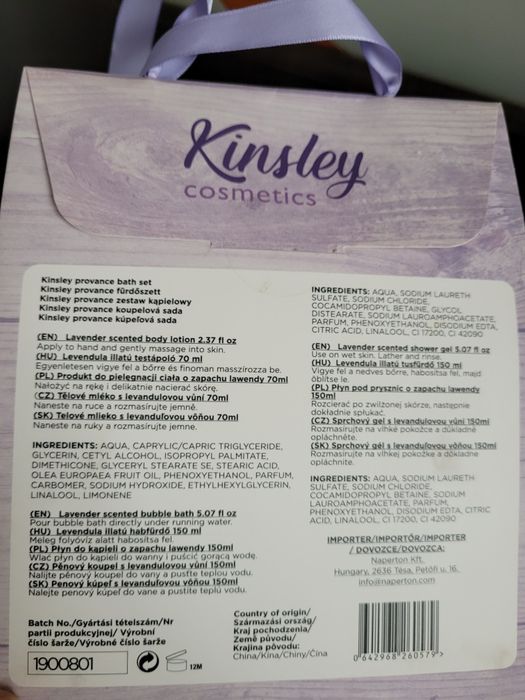 Kinsley
cosmetics
Kinsley provance bath set
Kinsley provance fürdőszett
Kinsley provance zestaw kąpielowy
Kinsley provance koupelová sada
Kinsley provance kúpeľová sada
(EN) Lavender scented body lotion 2.37 fl oz
Apply to hand and gently massage into skin.
(HU) Levendula illatú testápoló 70 ml
Egyenletesen vigye fel a bőrre és finoman masszírozza be.
(PL) Produkt do pielęgnacji ciała o zapachu lawendy 70ml
Nałożyć na rękę i delikatnie nacierać skórę.
(CZ) Tělové mléko s levandulovou vůní 70ml
Naneste na ruce a rozmasírujte jemně.
(SK) Telové mlieko s levanduľovou vôňou 70ml
Naneste na ruky a rozmasírujte jemne.
INGREDIENTS: AQUA, CAPRYLIC/CAPRIC TRIGLYCERIDE,
GLYCERIN, CETYL ALCOHOL, ISOPROPYL PALMITATE,
DIMETHICONE, GLYCERYL STEARATE SE, STEARIC ACID,
OLEA EUROPAEA FRUIT OIL, PHENOXYETHANOL, PARFUM,
CARBOMER, SODIUM HYDROXIDE, ETHYLHEXYLGLYCERIN,
LINALOOL, LIMONENE
(EN) Lavender scented bubble bath 5.07 fl oz
Pour bubble bath directly under running water.
(HU) Levendula illatú habfürdő 150 ml
Meleg folyóvíz alatt habosítsa fel.
(PL) Płyn do kąpieli o zapachu lawendy 150ml
Wlać płyn do kąpieli do wanny puścić gorącą wodę.
(CZ) Pěnový koupel s levandulovou vůní 150ml
Nalijte pěnový koupel do vany a pusťte teplou vodu.
(SK) Penový kúpeľ s levanduľovou vôňou 150ml
Nalejte penový kúpeľ do vane a pustite teplú vodu.
INGREDIENTS: AQUA, SODIUM LAURETH
SULFATE, SODIUM CHLORIDE,
COCAMIDOPROPYL BETAINE, GLYCOL
DISTEARATE, SODIUM LAUROAMPHOACETATE,
PARFUM, PHENOXYETHANOL, DISODIUM EDTA,
CITRIC ACID, LINALOOL, CI 17200, CI 42090
(EN) Lavender scented shower gel 5.07 fl oz
Use on wet skin. Lather and rinse.
(HU) Levendula illatú tusfürdő 150 ml
Vigye fel a nedves bőrre, habosítsa fel, majd
öblítse le.
(PL) Płyn pod prysznic o zapachu lawendy
150ml
Rozcierać po zwilżonej skórze, następnie
dokładnie spłukać.
(CZ) Sprchový gel s levandulovou vůní 150ml
Rozmasírujte na vlhké pokožce a důkladně
opláchněte.
(SK) Sprchový gél s levanduľovou vôňou 150ml
Rozmasírujte na vlhkej pokožke a dôkladne
opláchnite.
INGREDIENTS: AQUA, SODIUM LAURETH
SULFATE, SODIUM CHLORIDE,
COCAMIDOPROPYL BETAINE, SODIUM
LAUROAMPHOACETATE, PARFUM,
PHENOXYETHANOL, DISODIUM EDTA, CITRIC
ACID, LINALOOL, CI 17200, CI 42090
IMPORTER/IMPORTŐR/IMPORTER
/ DOVOZCE/DOVOZCA:
Naperton Kft.
Hungary, 2636 Tésa, Petőfi u. 16.
info@naperton.com
Batch No./Gyártási tételszám/Nr
partii produkcyjnej/ Výrobní
číslo šarže/Výrobné číslo šarže:
1900801
12M
Country of origin/
Származási ország/
Kraj pochodzenia/
Země původu/
Krajina pôvodu:
China/Kína/Chiny/Čína
0 642968 260579 >